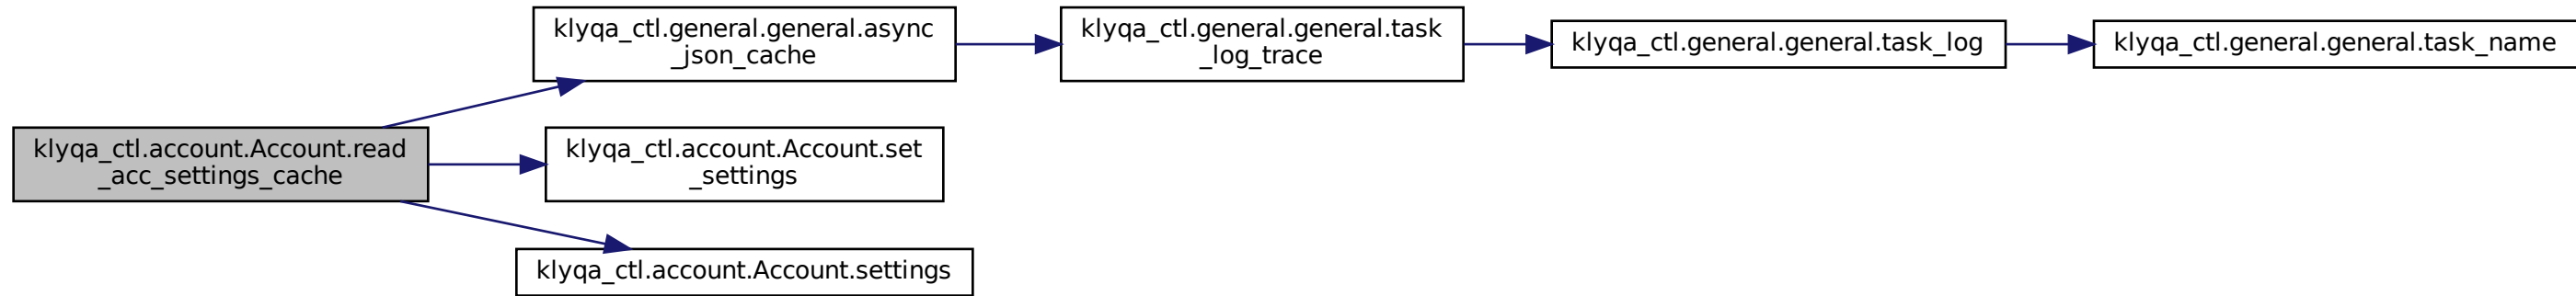 klyqa_ctl.general.general.async
_json_cache
klyqa_ctl.general.general.task
_log_trace
klyqa_ctl.general.general.task_log
klyqa_ctl.general.general.task_name
klyqa_ctl.account.Account.read
_acc_settings_cache
klyqa_ctl.account.Account.set
_settings
klyqa_ctl.account.Account.settings